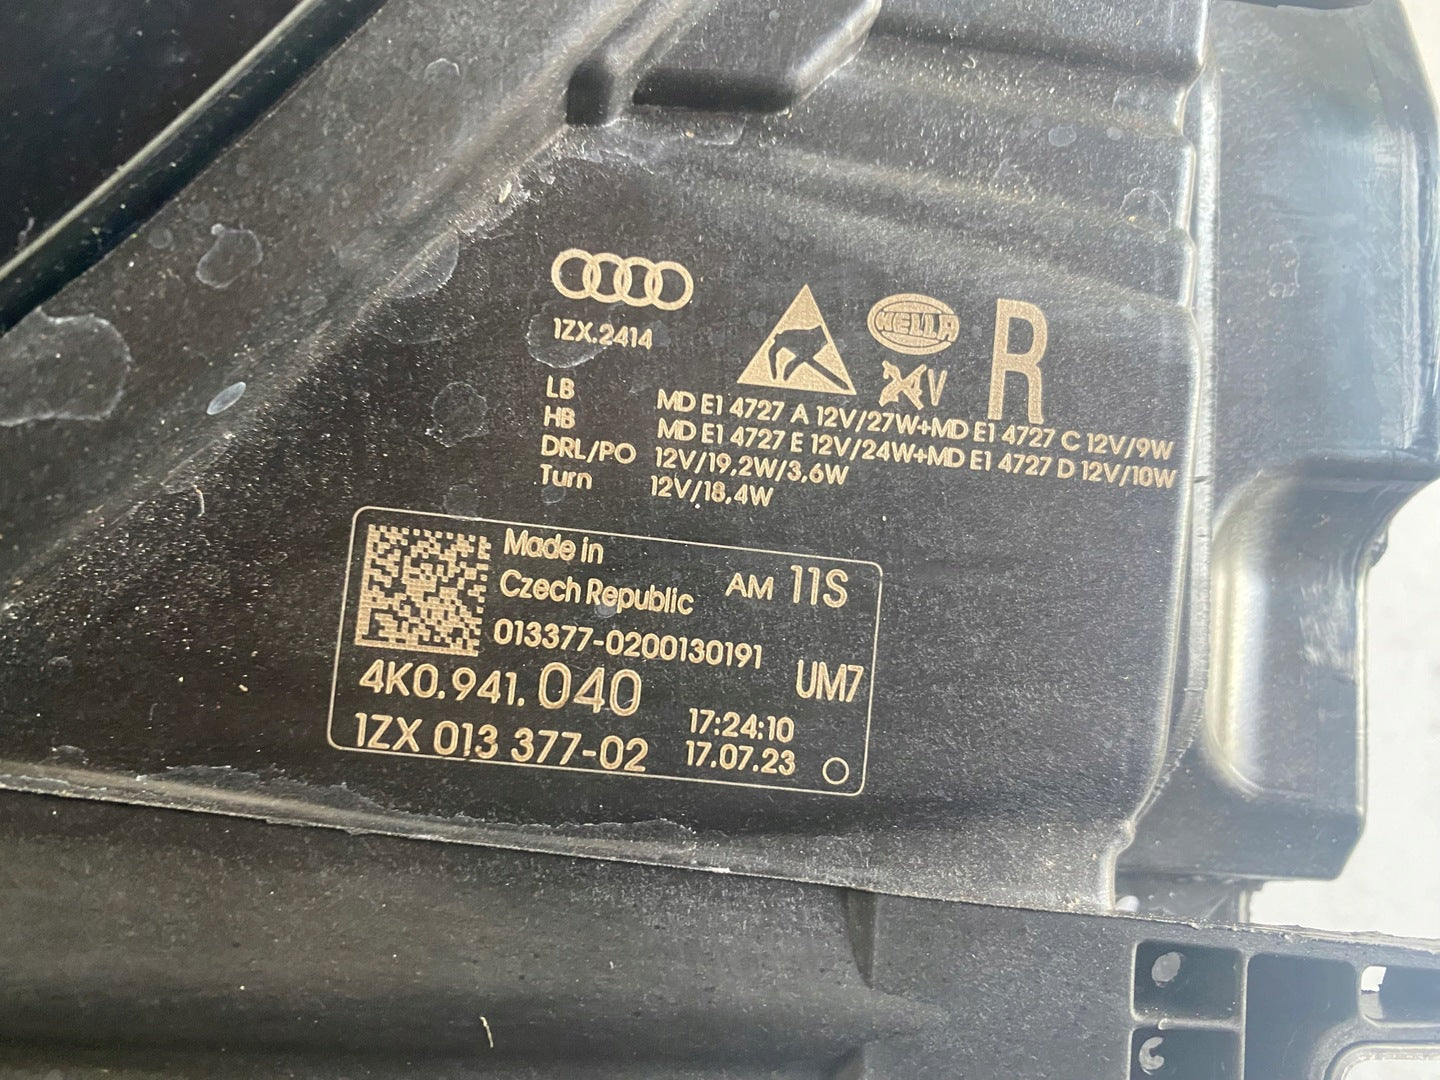 1ZX.2414
HELLA
24V
R
LB MD E1 4727 A 12V/27W+MD E1 4727 C 12V/9W
HB MD E1 4727 E 12V/24W+MD E1 4727 D 12V/10W
DRL/PO 12V/19,2W/3,6W
Turn 12V/18,4W
Made in
Czech Republic AM 11S
013377-0200130191
4K0.941.040 UM7
17:24:10
1ZX 013 377-02 17.07.23